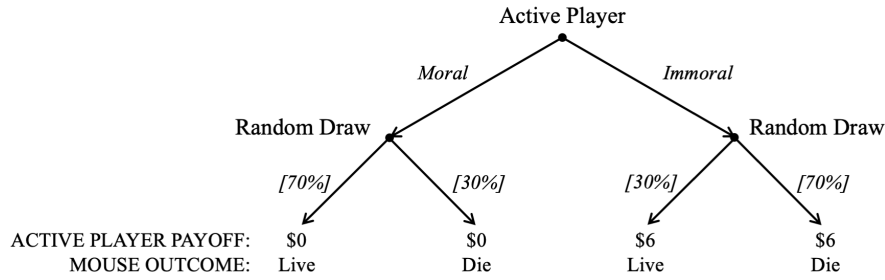 Active Player
Moral Immoral
Random Draw Random Draw
[70%] [30%] [30%] [70%]
ACTIVE PLAYER PAYOFF: $0 $0 $6 $6
MOUSE OUTCOME: Live Die Live Die